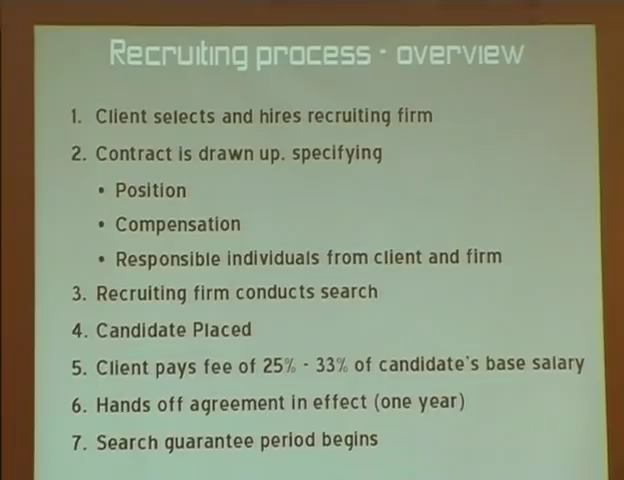 Recruiting process - overview
1. Client selects and hires recruiting firm
2. Contract is drawn up. specifying
• Position
• Compensation
• Responsible individuals from client and firm
3. Recruiting firm conducts search
4. Candidate Placed
5. Client pays fee of 25% - 33% of candidate's base salary
6. Hands off agreement in effect (one year)
7. Search guarantee period begins